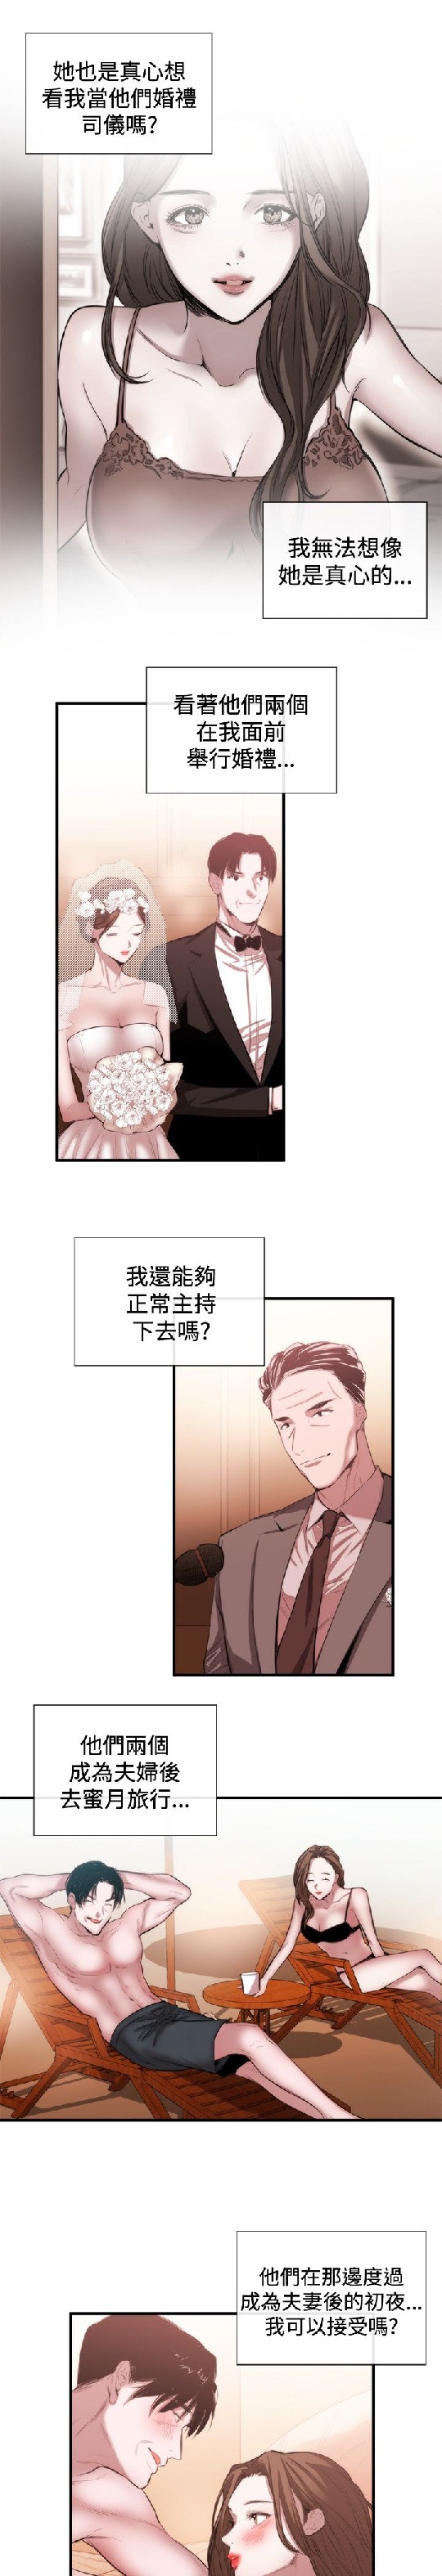 她也是真心想
看我當他們婚禮
司儀嗎?
我無法想像
她是真心的...
看著他們兩個
在我面前
舉行婚禮...
我還能夠
正常主持
下去嗎?
他們兩個
成為夫婦後
去蜜月旅行...
他們在那邊度過
成為夫妻後的初夜...
我可以接受嗎?